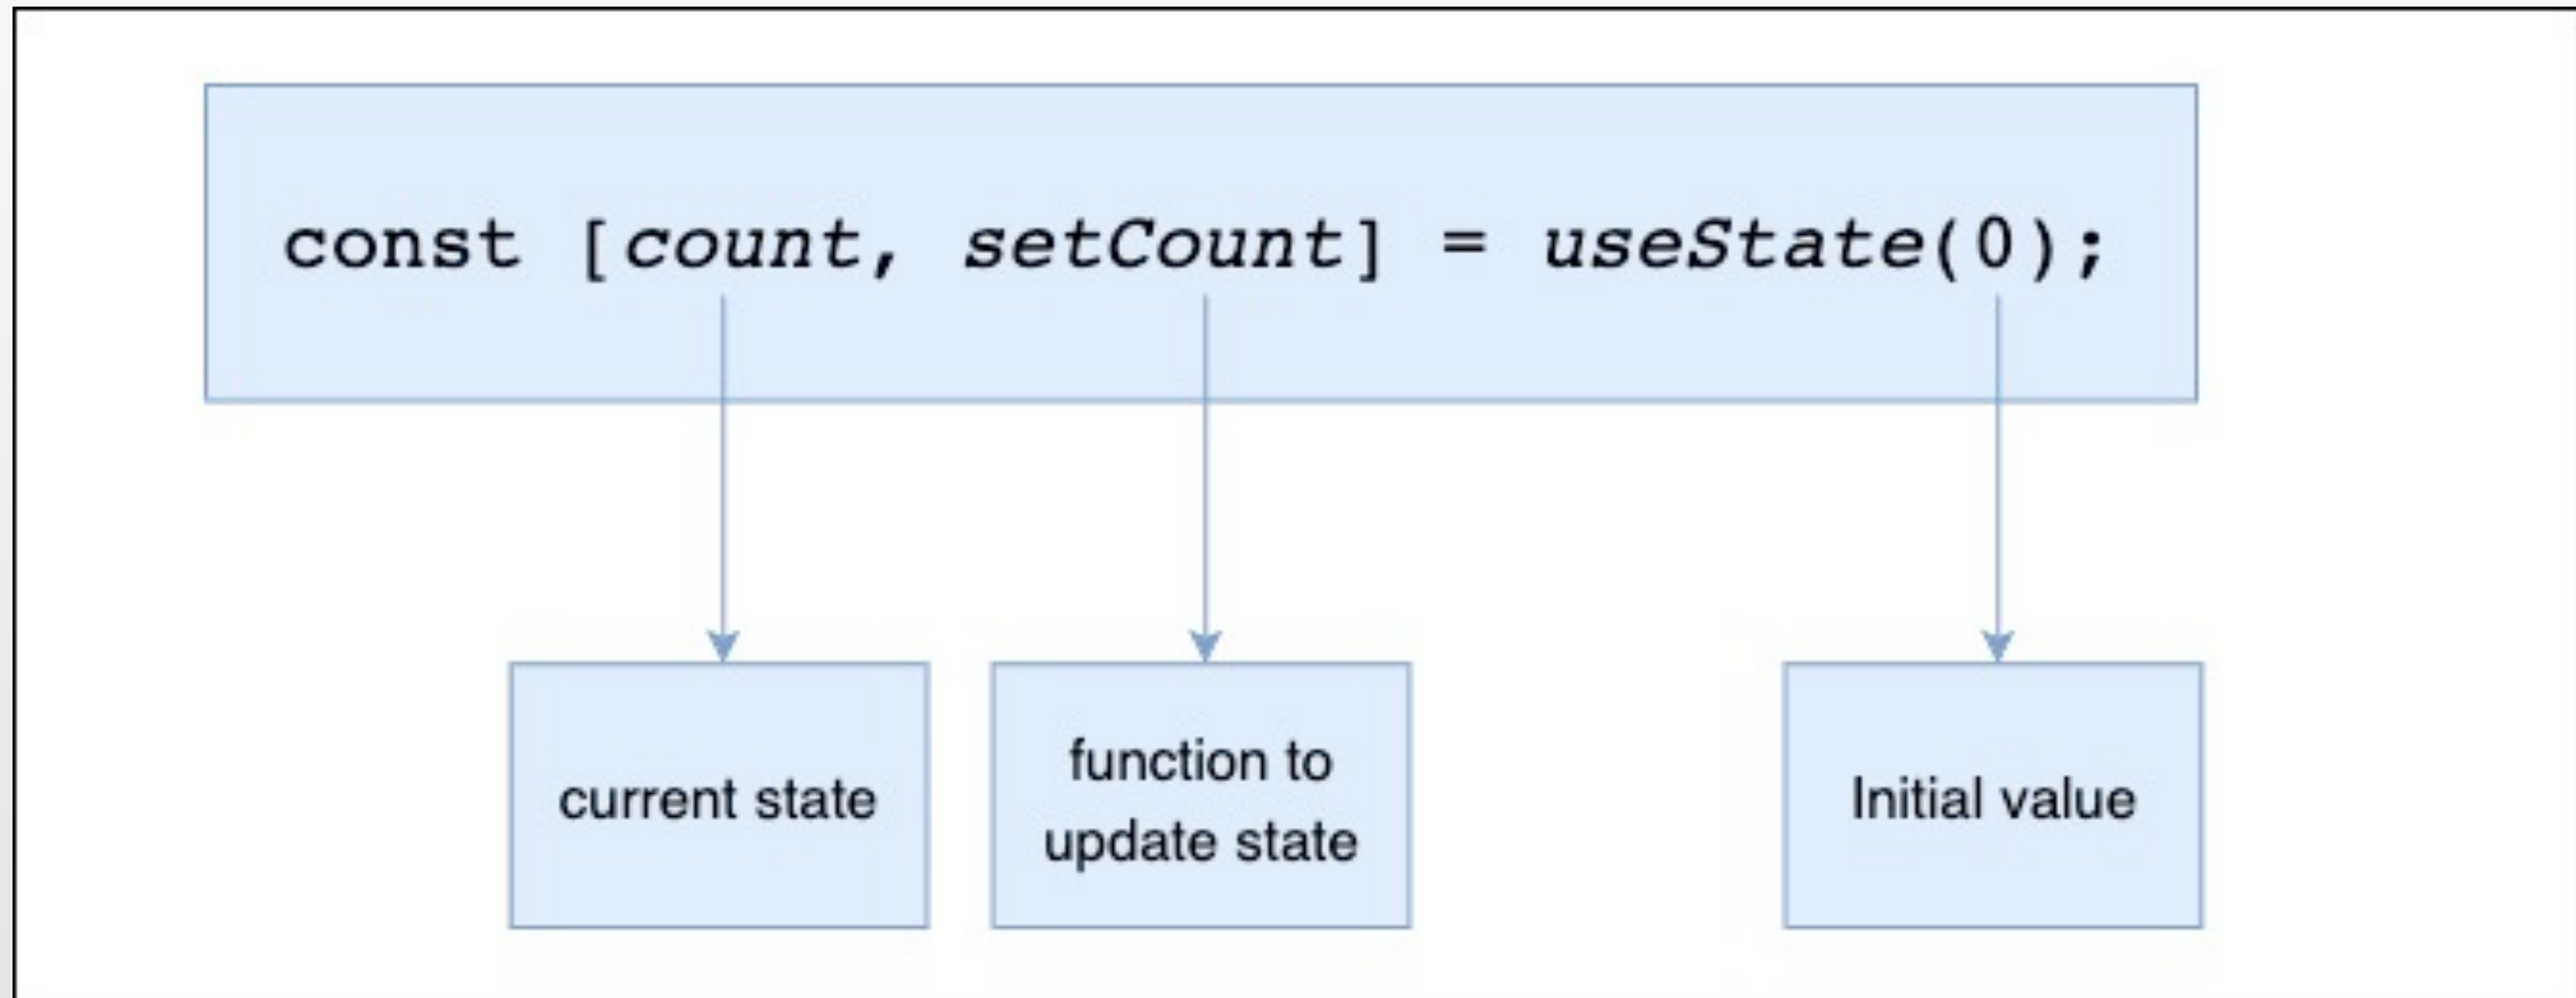 const [count, setCount] = useState(0);
current state
function to
update state
Initial value